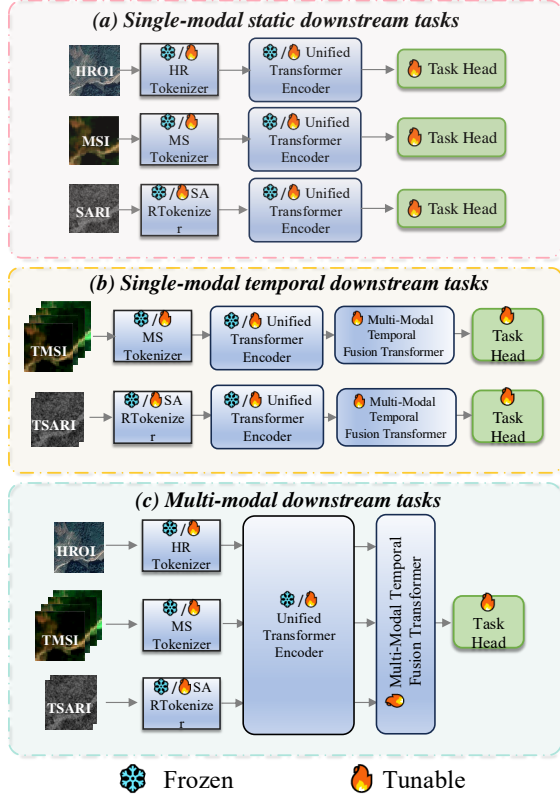 (a) Single-modal static downstream tasks
HROI
/
HR
Tokenizer
/ Unified
Transformer
Encoder
Task Head
MSI
/
MS
Tokenizer
/ Unified
Transformer
Encoder
Task Head
SARI
/ SA
RTokenize
r
/ Unified
Transformer
Encoder
Task Head
(b) Single-modal temporal downstream tasks
TMSI
/
MS
Tokenizer
/ Unified
Transformer
Encoder
Multi-Modal
Temporal
Fusion Transformer
Task
Head
TSARI
/ SA
RTokenize
r
/ Unified
Transformer
Encoder
Multi-Modal
Temporal
Fusion Transformer
Task
Head
(c) Multi-modal downstream tasks
HROI
/
HR
Tokenizer
TMSI
/
MS
Tokenizer
TSARI
/ SA
RTokenize
r
/
Unified
Transformer
Encoder
Multi-Modal Temporal
Fusion Transformer
Task
Head
Frozen
Tunable